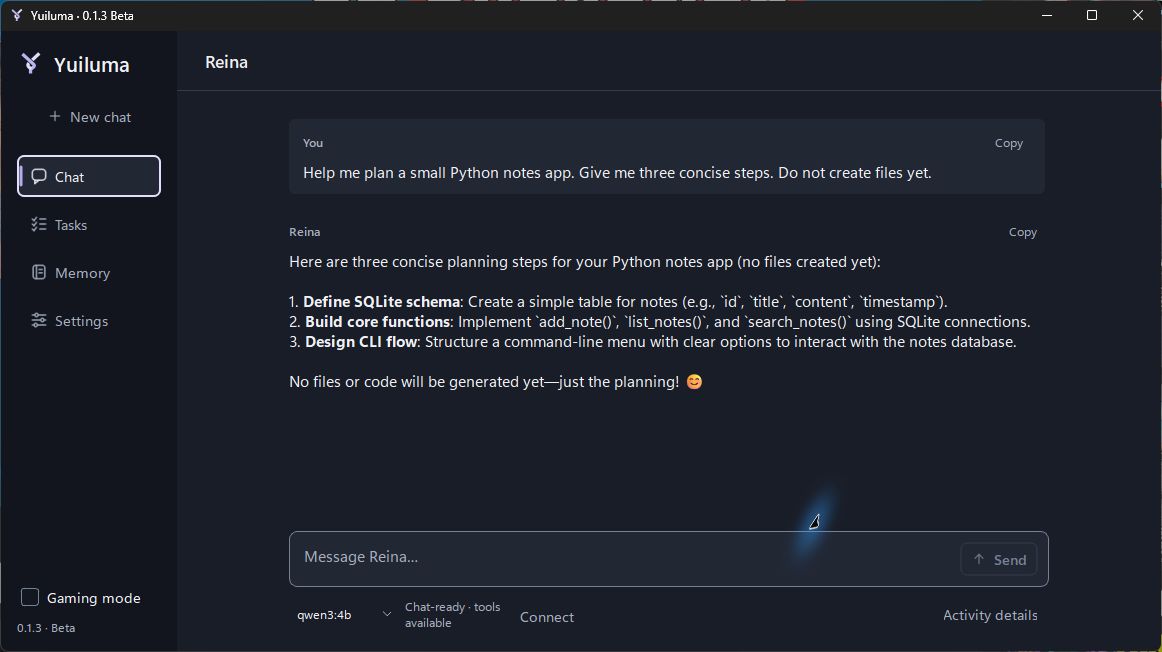 Yuiluma · 0.1.3 Beta
Yuiluma
+ New chat
Chat
Tasks
Memory
Settings
Gaming mode
0.1.3 · Beta
Reina
You
Copy
Help me plan a small Python notes app. Give me three concise steps. Do not create files yet.
Reina
Copy
Here are three concise planning steps for your Python notes app (no files created yet):
1. Define SQLite schema: Create a simple table for notes (e.g., `id`, `title`, `content`, `timestamp`).
2. Build core functions: Implement `add_note()`, `list_notes()`, and `search_notes()` using SQLite connections.
3. Design CLI flow: Structure a command-line menu with clear options to interact with the notes database.
No files or code will be generated yet—just the planning! 😊
Message Reina...
↑ Send
qwen3:4b
Chat-ready · tools
available
Connect
Activity details